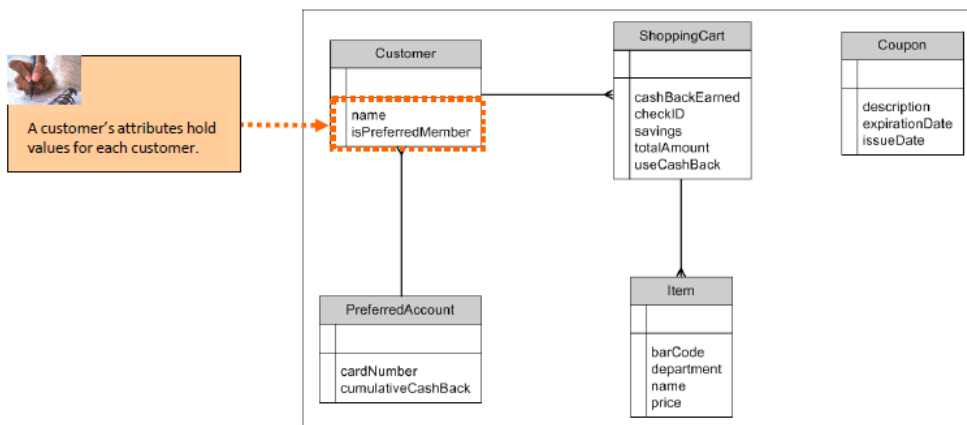 A customer's attributes hold
values for each customer.
Customer
name
isPreferredMember
ShoppingCart
cashBackEarned
checkID
savings
totalAmount
useCashBack
Coupon
description
expirationDate
issueDate
PreferredAccount
cardNumber
cumulativeCashBack
Item
barCode
department
name
price